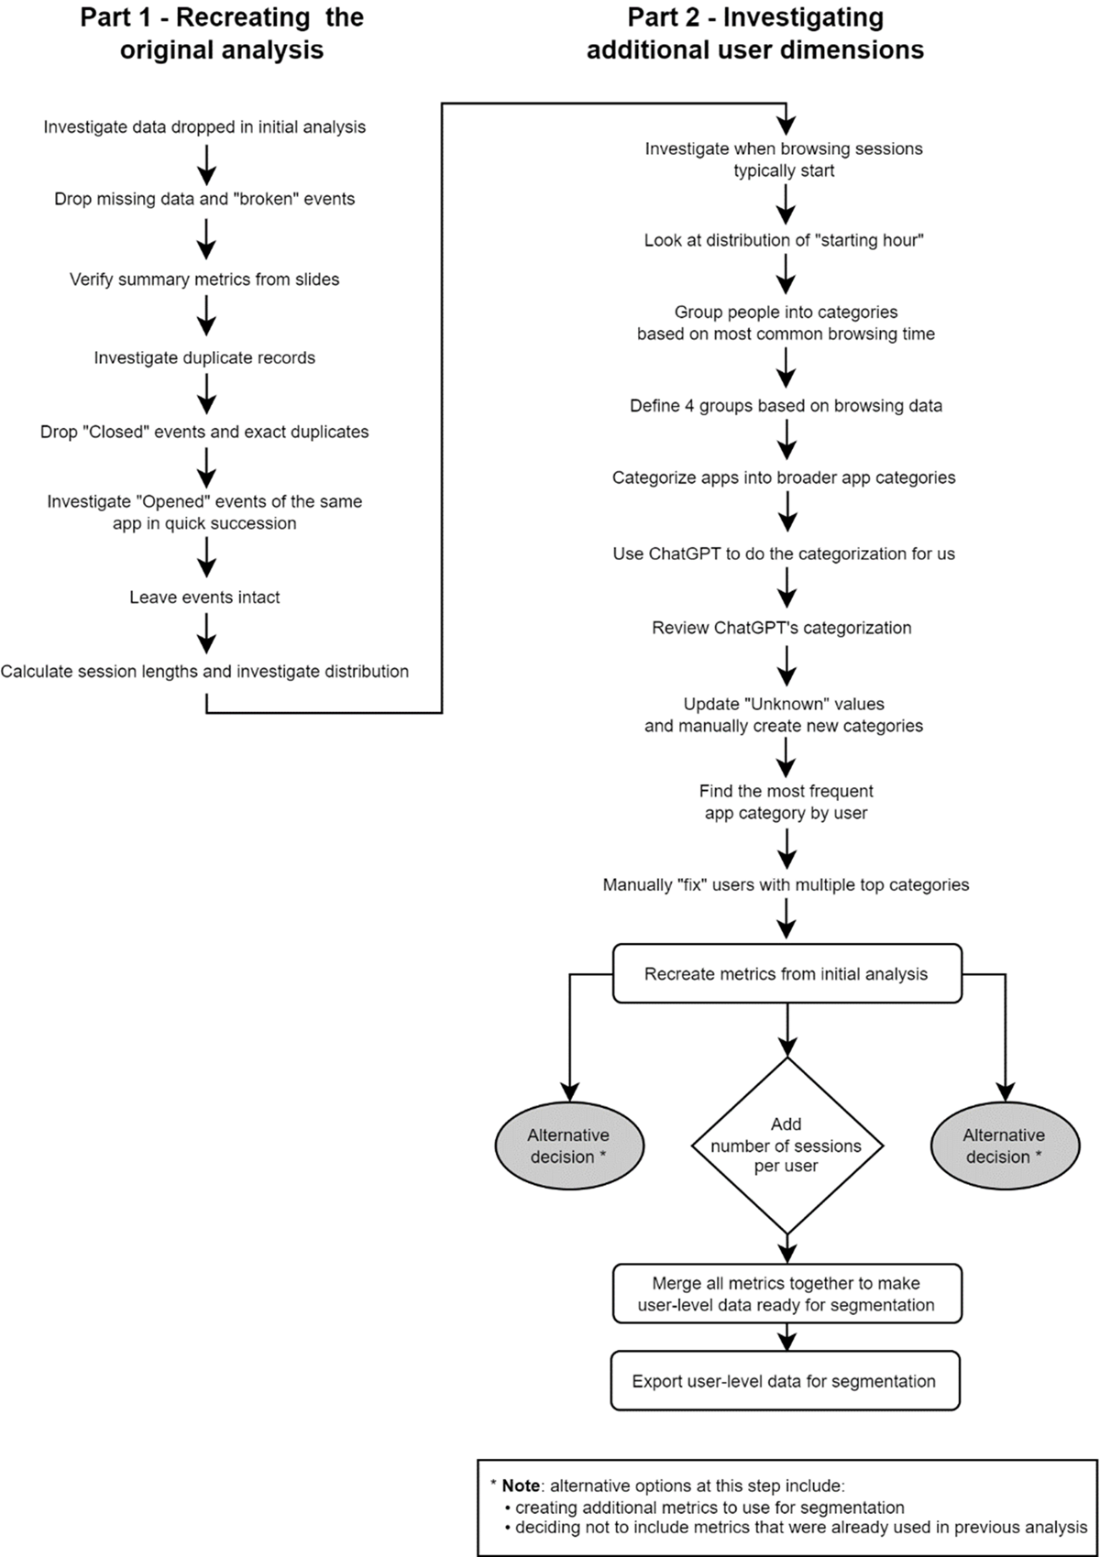 Part 1 - Recreating the
original analysis
Investigate data dropped in initial analysis
Drop missing data and "broken" events
Verify summary metrics from slides
Investigate duplicate records
Drop "Closed" events and exact duplicates
Investigate "Opened" events of the same
app in quick succession
Leave events intact
Calculate session lengths and investigate distribution
Part 2 - Investigating
additional user dimensions
Investigate when browsing sessions
typically start
Look at distribution of "starting hour"
Group people into categories
based on most common browsing time
Define 4 groups based on browsing data
Categorize apps into broader app categories
Use ChatGPT to do the categorization for us
Review ChatGPT's categorization
Update "Unknown" values
and manually create new categories
Find the most frequent
app category by user
Manually "fix" users with multiple top categories
Recreate metrics from initial analysis
Alternative
decision *
Add
number of sessions
per user
Alternative
decision *
Merge all metrics together to make
user-level data ready for segmentation
Export user-level data for segmentation
* Note: alternative options at this step include:
• creating additional metrics to use for segmentation
• deciding not to include metrics that were already used in previous analysis